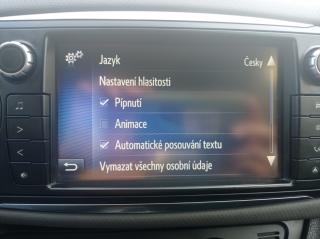 Jazyk Česky
Nastavení hlasitosti
Pípnutí
Animace
Automatické posouvání textu
Vymazat všechny osobní údaje